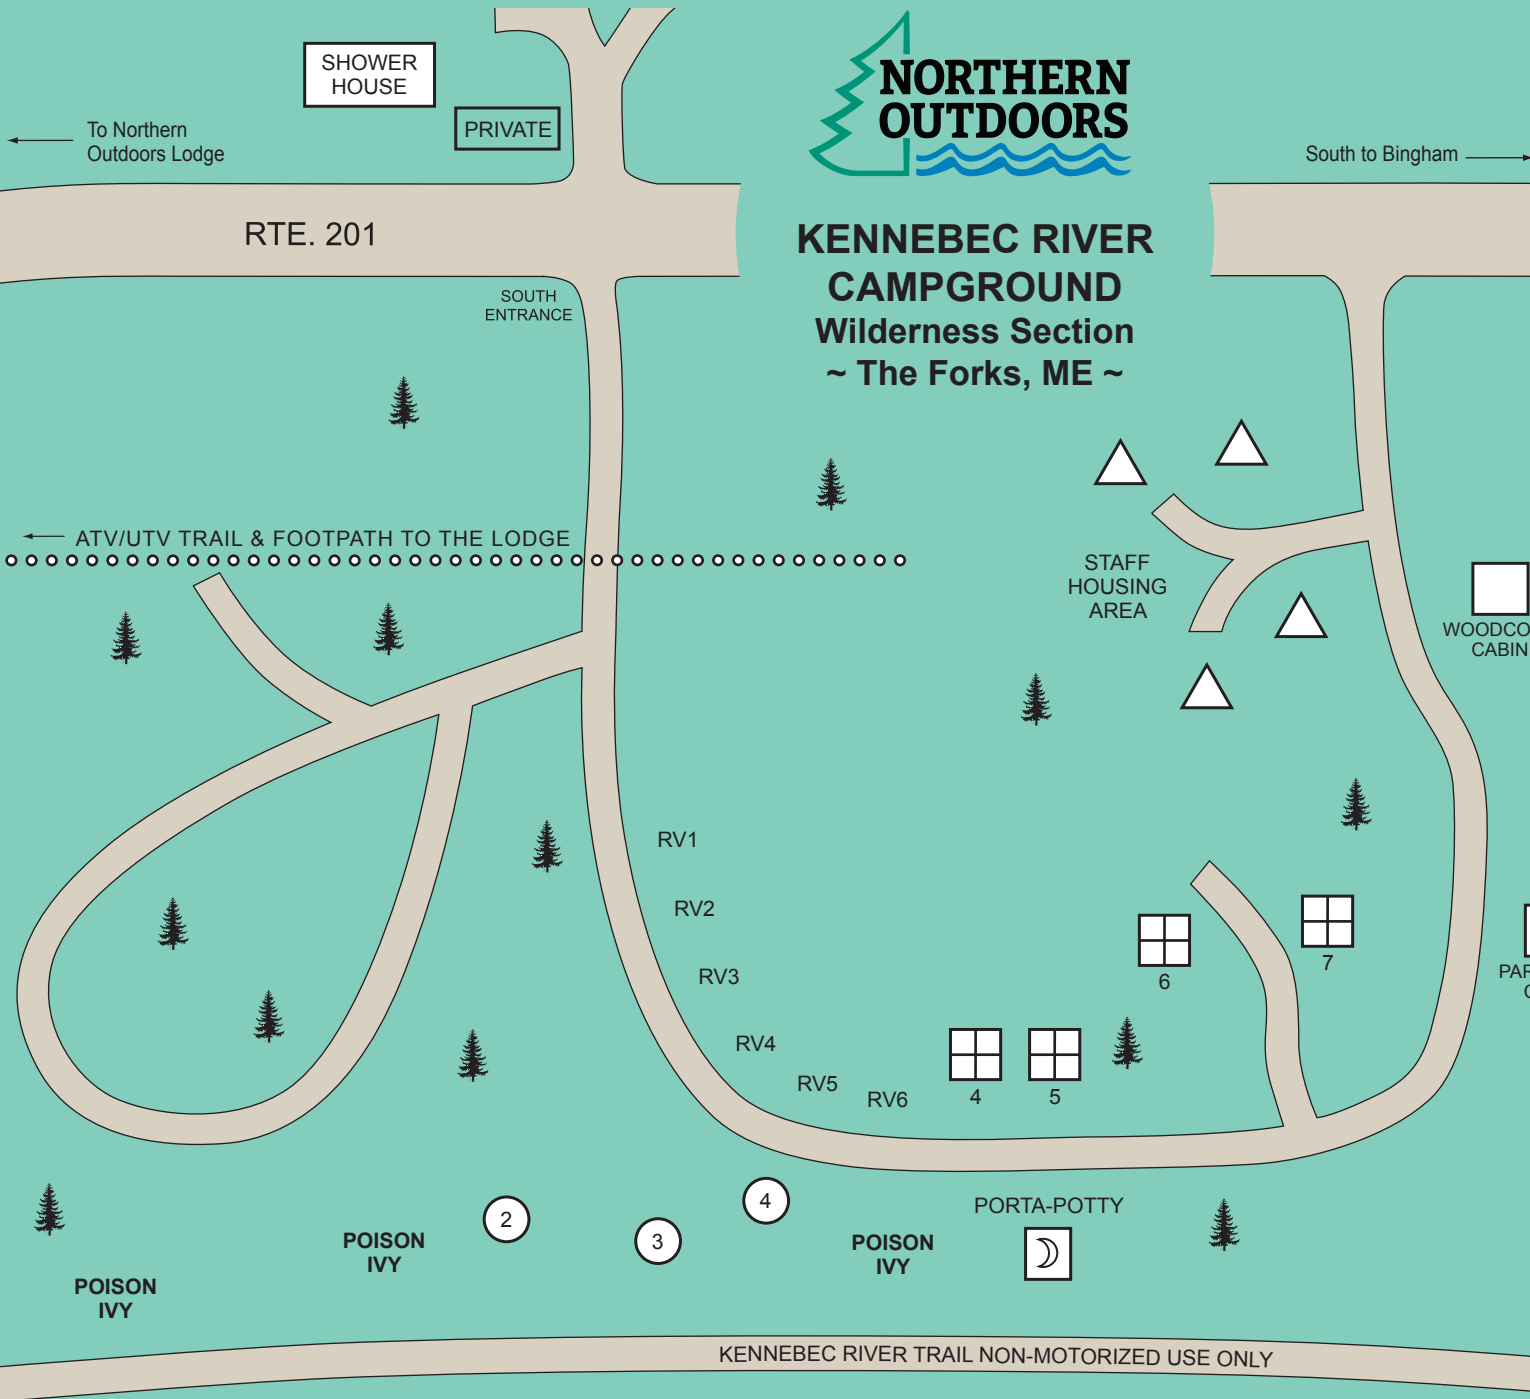 SHOWER
HOUSE
PRIVATE
To Northern
Outdoors Lodge
NORTHERN
OUTDOORS
South to Bingham
RTE. 201
KENNEBEC RIVER
CAMPGROUND
Wilderness Section
~ The Forks, ME ~
SOUTH
ENTRANCE
ATV/UTV TRAIL & FOOTPATH TO THE LODGE
STAFF
HOUSING
AREA
WOODCO
CABIN
RV1
RV2
RV3
RV4
RV5
RV6
6
7
4
5
PAR
2
3
4
PORTA-POTTY
POISON
IVY
POISON
IVY
POISON
IVY
KENNEBEC RIVER TRAIL NON-MOTORIZED USE ONLY